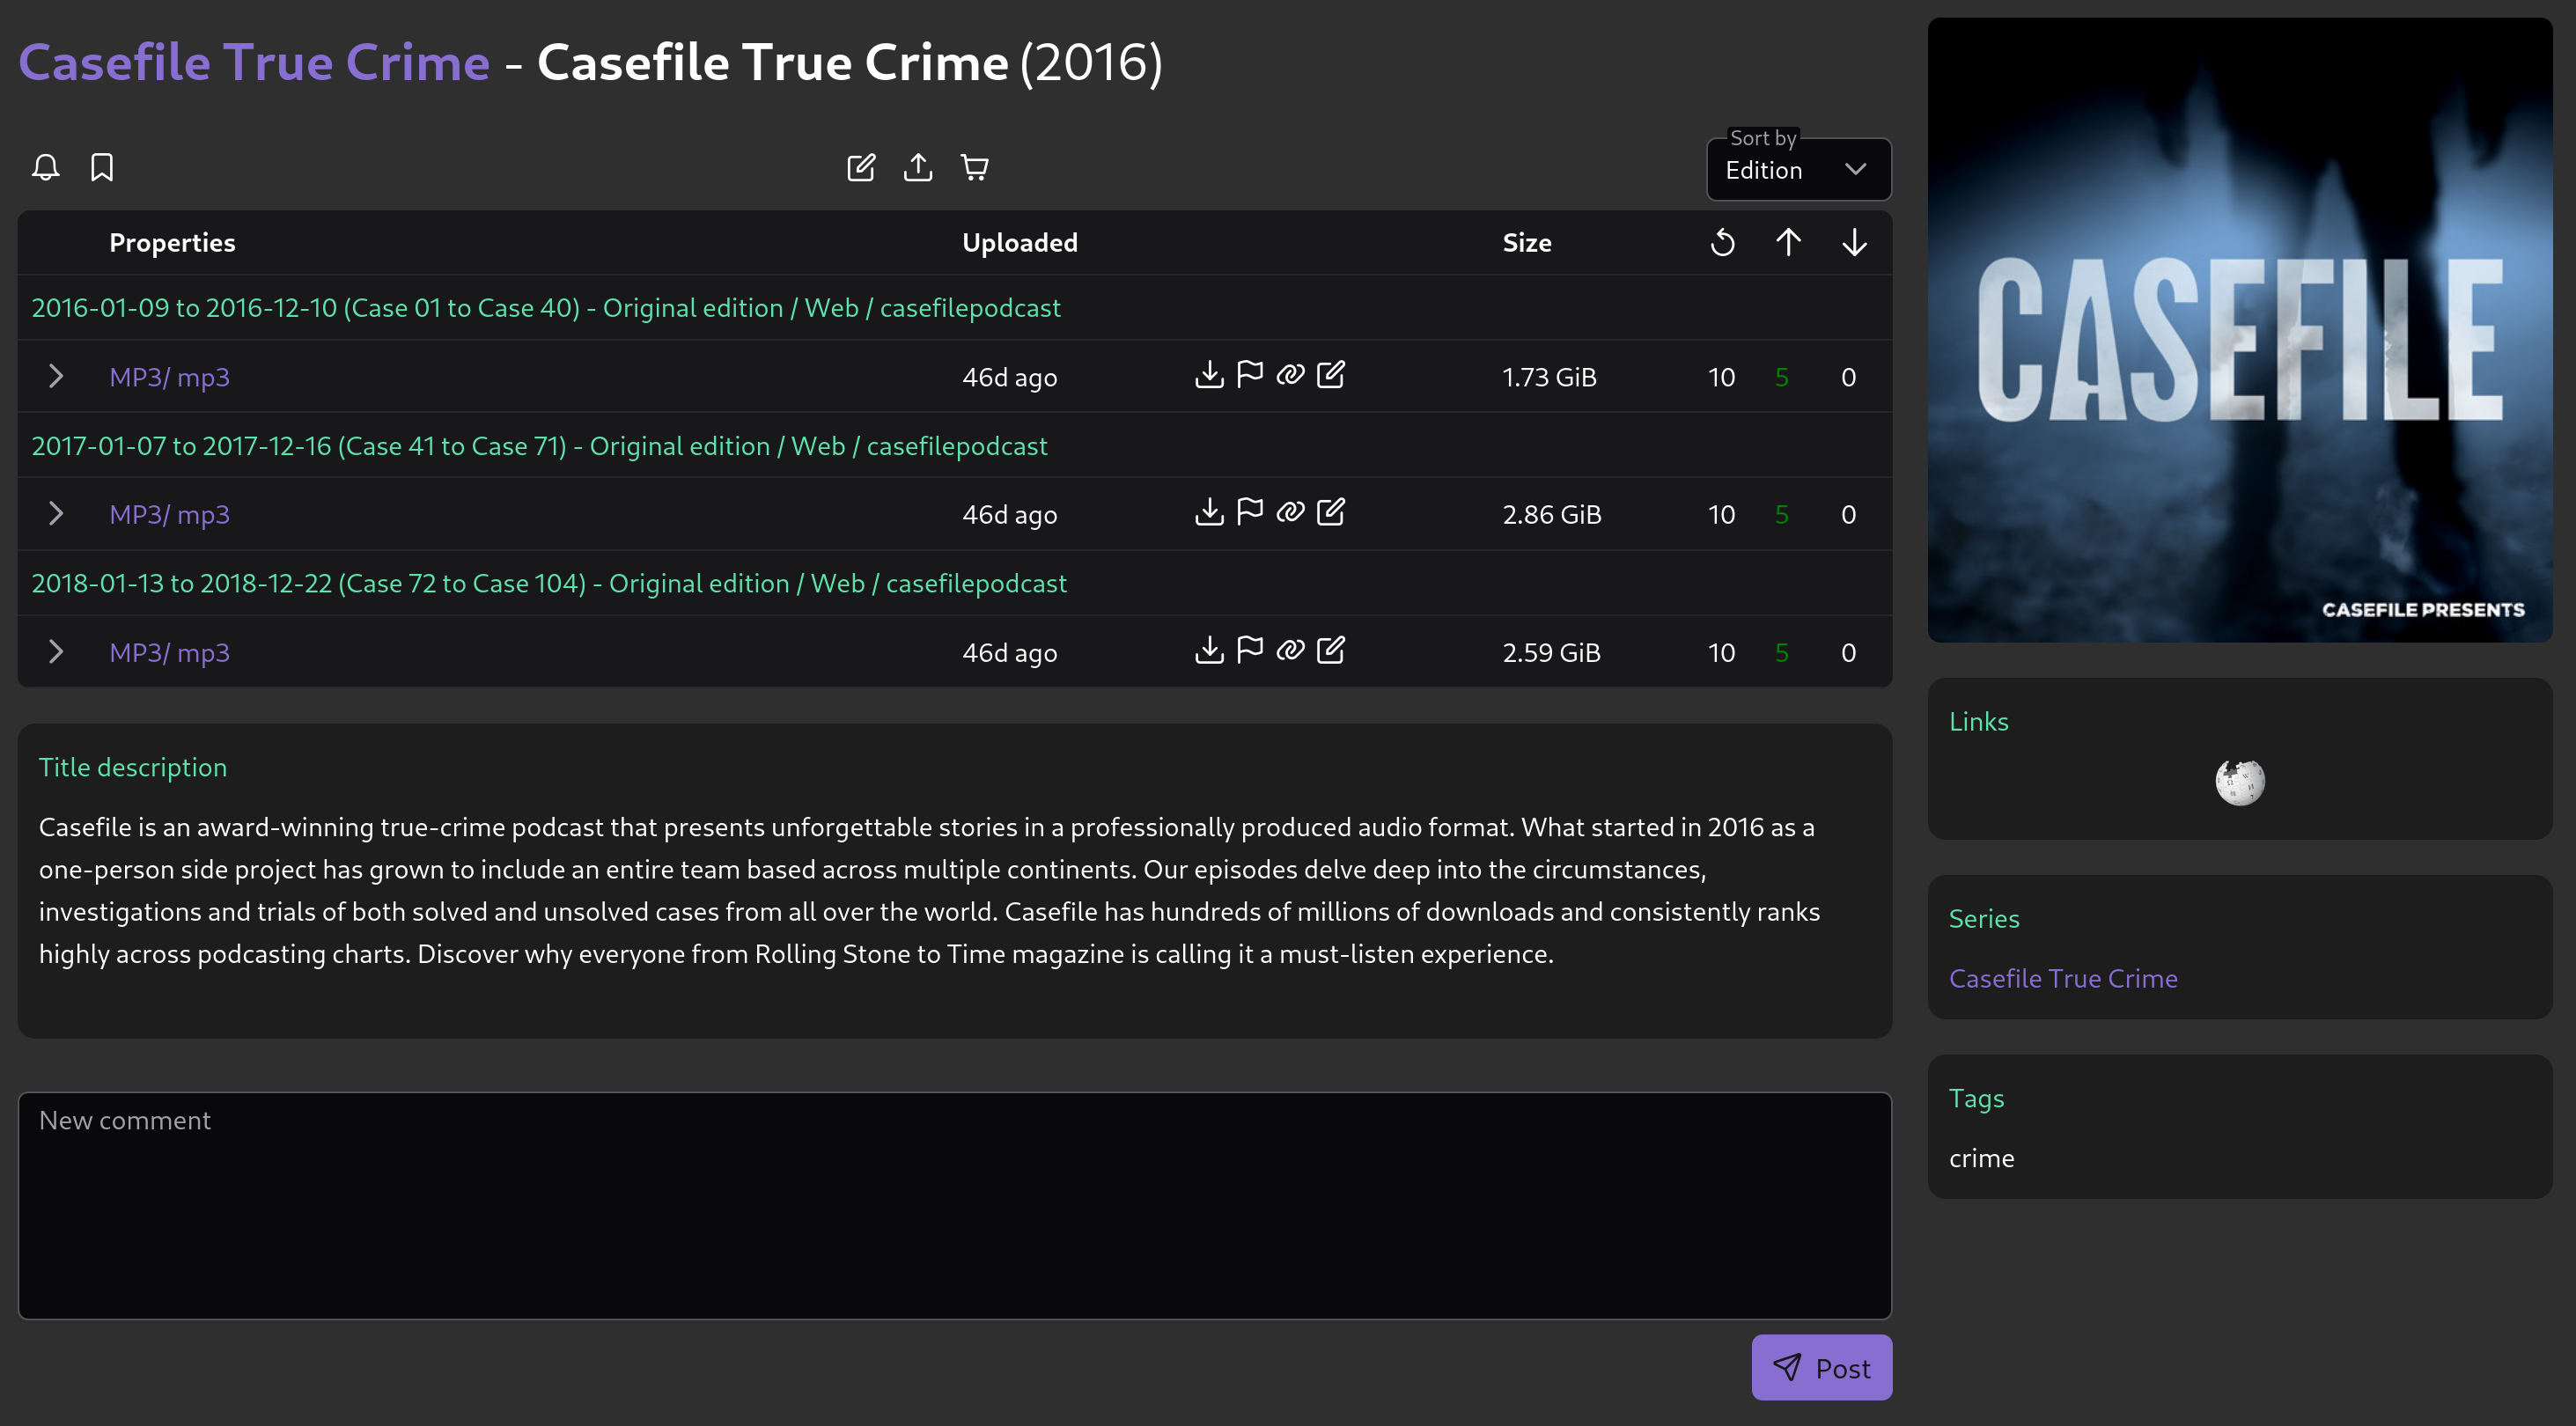 Casefile True Crime - Casefile True Crime (2016)
Sort by
Edition
Properties Uploaded Size
2016-01-09 to 2016-12-10 (Case 01 to Case 40) - Original edition / Web / casefilepodcast
MP3/ mp3 46d ago 1.73 GiB 10 5 0
2017-01-07 to 2017-12-16 (Case 41 to Case 71) - Original edition / Web / casefilepodcast
MP3/ mp3 46d ago 2.86 GiB 10 5 0
2018-01-13 to 2018-12-22 (Case 72 to Case 104) - Original edition / Web / casefilepodcast
MP3/ mp3 46d ago 2.59 GiB 10 5 0
Title description
Casefile is an award-winning true-crime podcast that presents unforgettable stories in a professionally produced audio format. What started in 2016 as a
one-person side project has grown to include an entire team based across multiple continents. Our episodes delve deep into the circumstances,
investigations and trials of both solved and unsolved cases from all over the world. Casefile has hundreds of millions of downloads and consistently ranks
highly across podcasting charts. Discover why everyone from Rolling Stone to Time magazine is calling it a must-listen experience.
New comment
Post
CASEFILE
CASEFILE PRESENTS
Links
Series
Casefile True Crime
Tags
crime